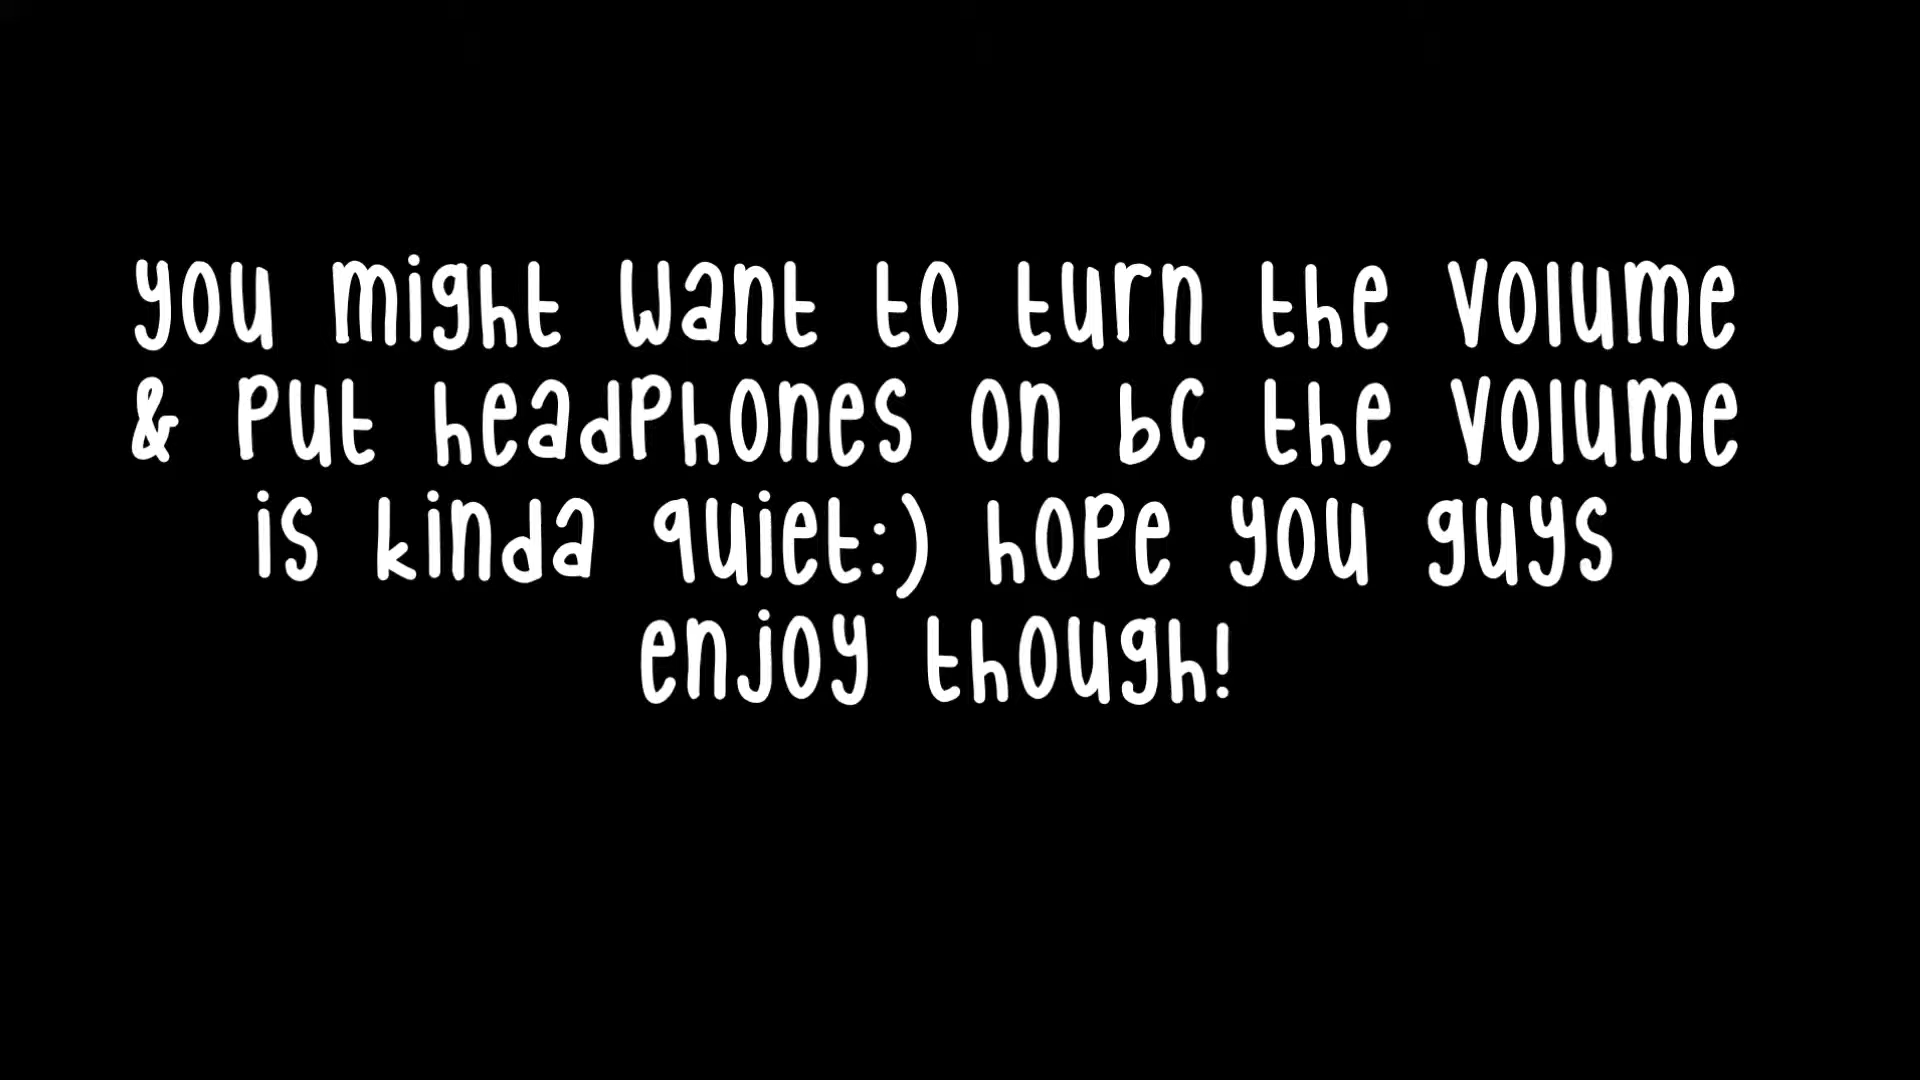 you might want to turn the volume
& put headphones on bc the volume
is kinda quiet:) hope you guys
enjoy though!